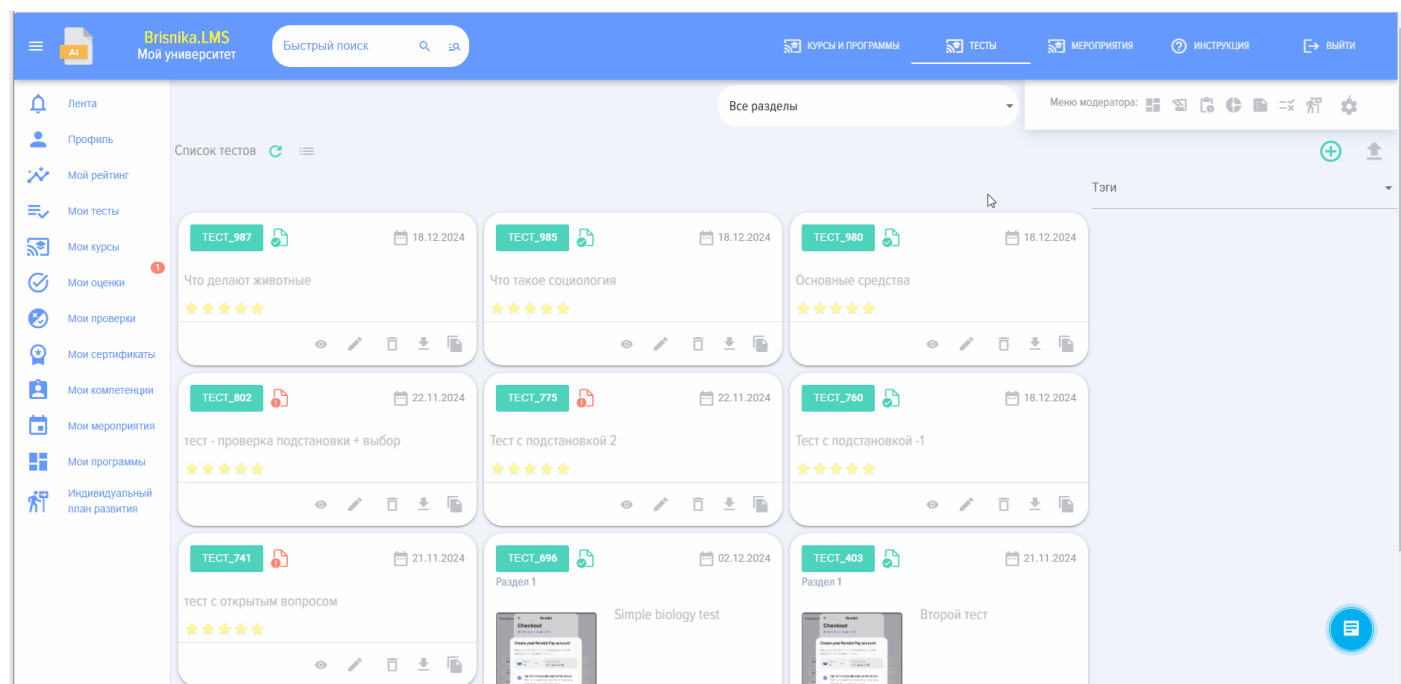 AI
Brisnika.LMS
Мой университет
Быстрый поиск
КУРСЫ И ПРОГРАММЫ
ТЕСТЫ
МЕРОПРИЯТИЯ
ИНСТРУКЦИЯ
ВЫЙТИ
Лента
Профиль
Мой рейтинг
Мои тесты
Мои курсы
1
Мои оценки
Мои проверки
Мои сертификаты
Мои компетенции
Мои мероприятия
Мои программы
Индивидуальный
план развития
Все разделы
Меню модератора:
Список тестов
Тэги
ТЕСТ_987
18.12.2024
Что делают животные
ТЕСТ_985
18.12.2024
Что такое социология
ТЕСТ_980
18.12.2024
Основные средства
ТЕСТ_802
22.11.2024
тест - проверка подстановки + выбор
ТЕСТ_775
22.11.2024
Тест с подстановкой 2
ТЕСТ_760
18.12.2024
Тест с подстановкой -1
ТЕСТ_741
21.11.2024
тест с открытым вопросом
ТЕСТ_696
02.12.2024
Раздел 1
Simple biology test
Checkout
ТЕСТ_403
21.11.2024
Раздел 1
Второй тест
Checkout